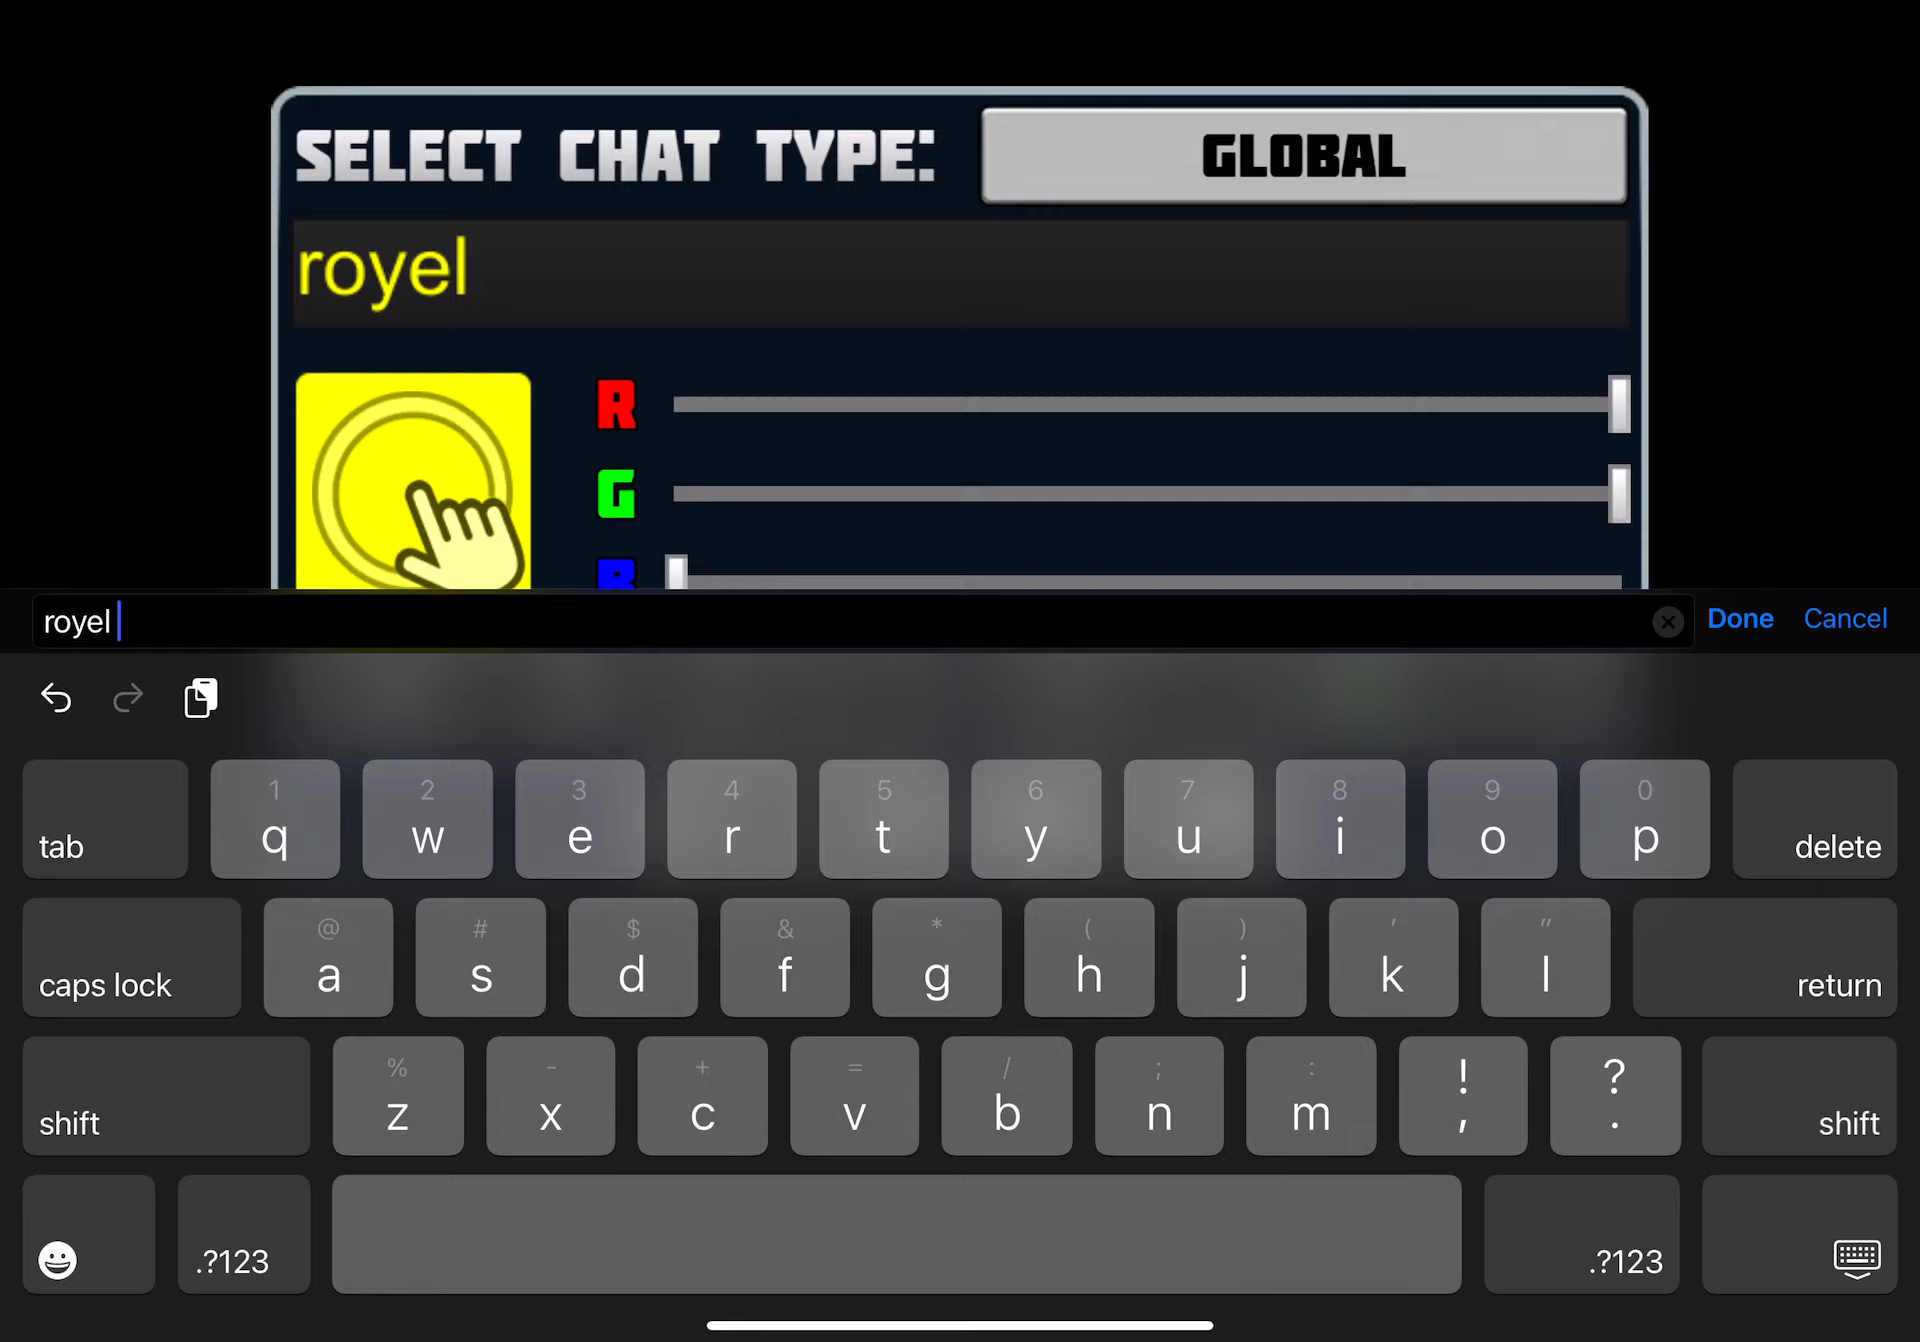 SELECT CHAT TYPE: GLOBAL
royel
R
G
B
royel Done Cancel
1 2 3 4 5 6 7 8 9 0
tab q w e r t y u i o p delete
@ # $ & * ( ) ' "
caps lock a s d f g h j k l return
% - + = / ; : ! ?
shift z x c v b n m , . shift
.?123 .?123